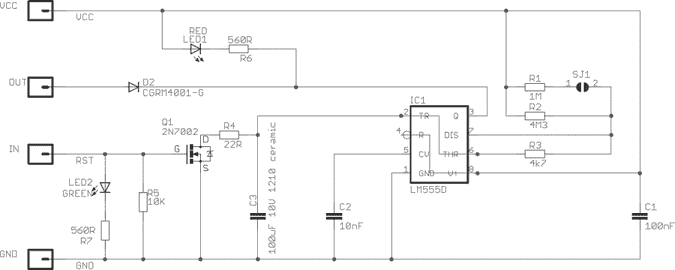 VCC
VCC
RED
LED1
560R
R6
OUT
D2
CGRM4001-G
R1
1M
SJ1
1
2
R2
4M3
IC1
2
TR
Q
3
4
R
DIS
7
5
CV
THR
6
1
GND
V+
8
LM555D
R3
4k7
Q1
2N7002
D
G
S
R4
22R
IN
RST
LED2
GREEN
R5
10K
560R
R7
C3
100uF 10V 1210 ceramic
C2
10nF
C1
100nF
GND
GND